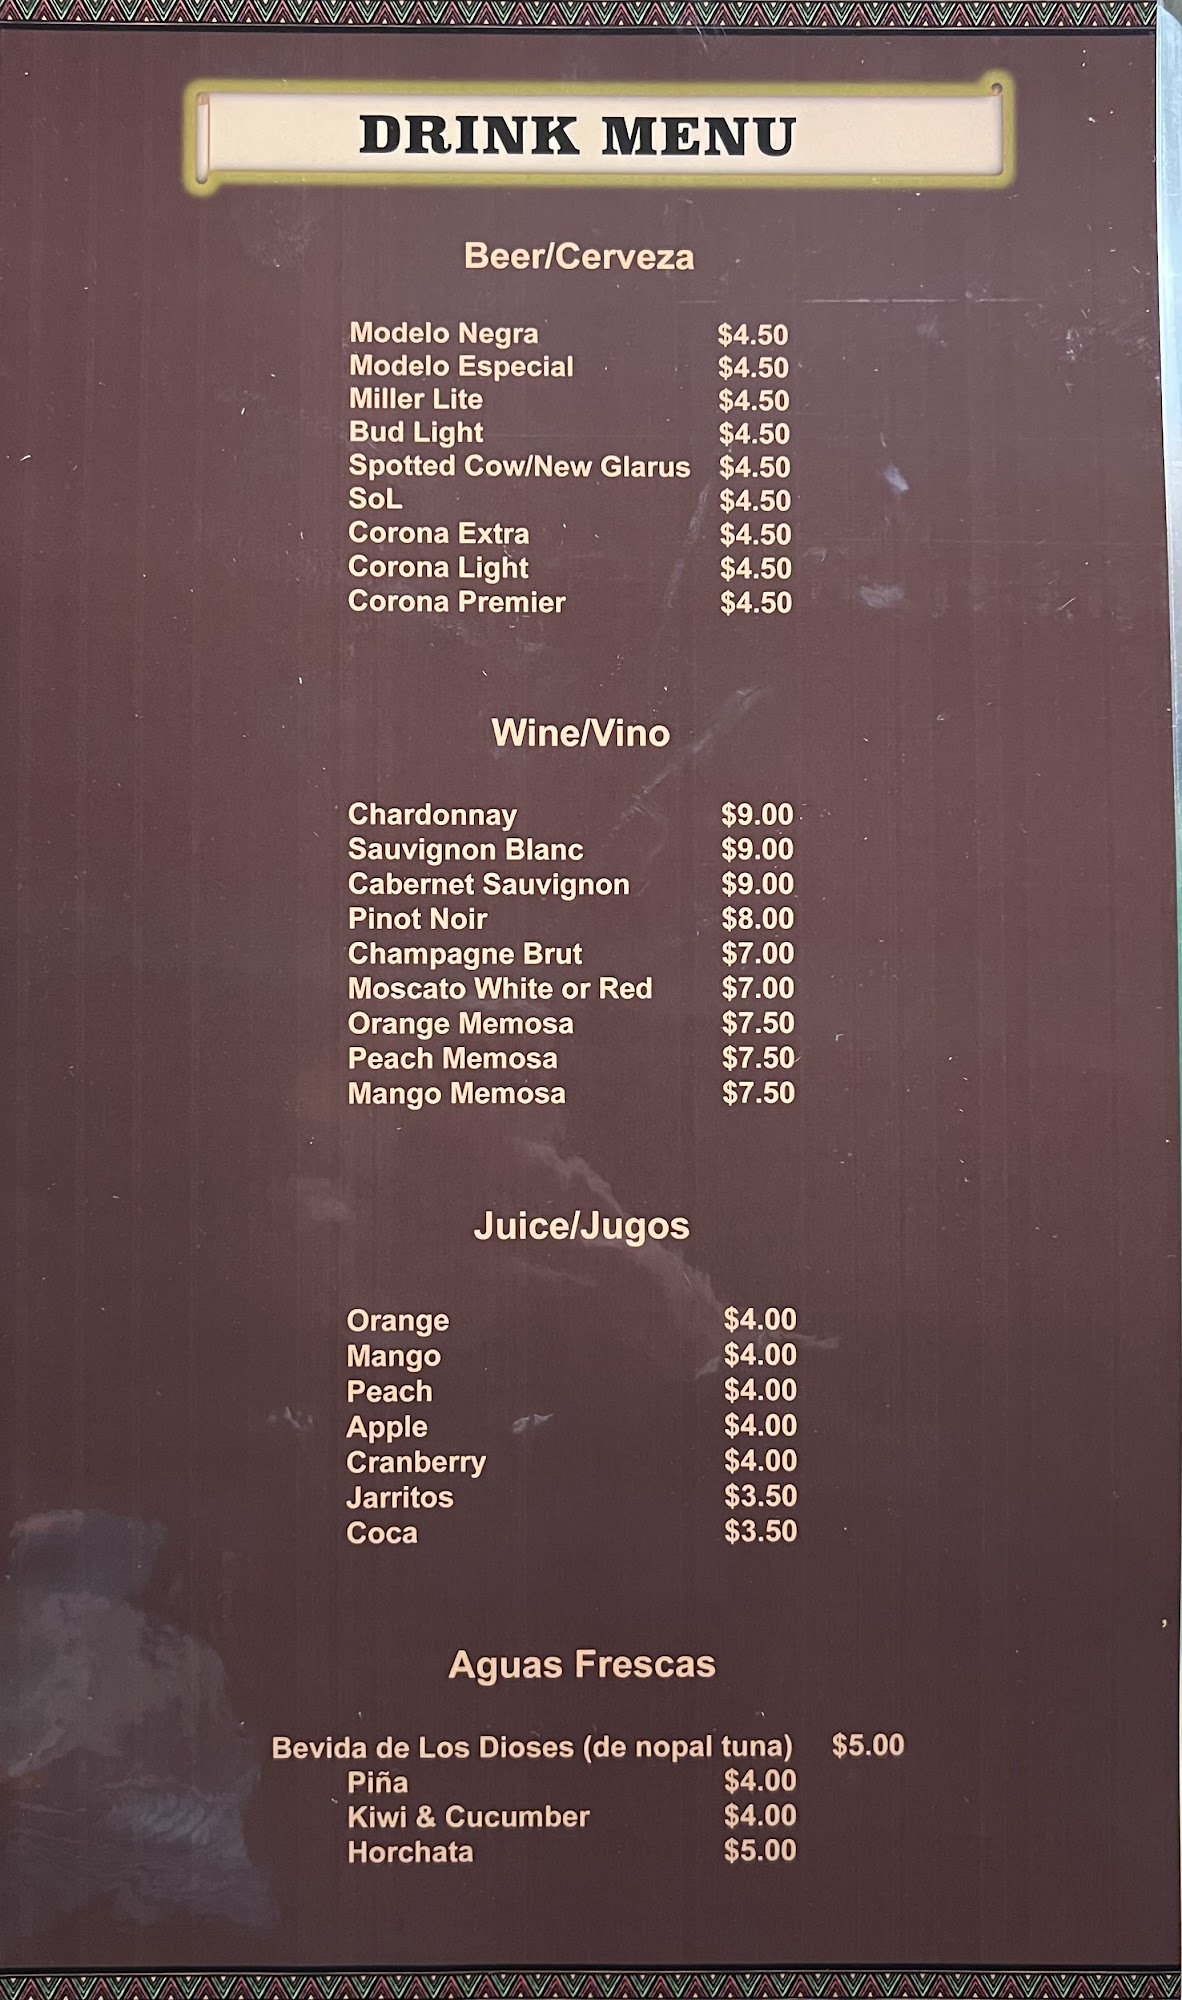 DRINK MENU
Beer/Cerveza
Modelo Negra $4.50
Modelo Especial $4.50
Miller Lite $4.50
Bud Light $4.50
Spotted Cow/New Glarus $4.50
SoL $4.50
Corona Extra $4.50
Corona Light $4.50
Corona Premier $4.50
Wine/Vino
Chardonnay $9.00
Sauvignon Blanc $9.00
Cabernet Sauvignon $9.00
Pinot Noir $8.00
Champagne Brut $7.00
Moscato White or Red $7.00
Orange Memosa $7.50
Peach Memosa $7.50
Mango Memosa $7.50
Juice/Jugos
Orange $4.00
Mango $4.00
Peach $4.00
Apple $4.00
Cranberry $4.00
Jarritos $3.50
Coca $3.50
Aguas Frescas
Bevida de Los Dioses (de nopal tuna) $5.00
Piña $4.00
Kiwi & Cucumber $4.00
Horchata $5.00